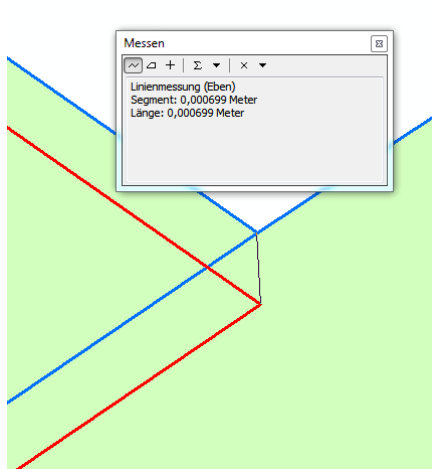 Messen
Linienmessung (Eben)
Segment: 0,000699 Meter
Länge: 0,000699 Meter